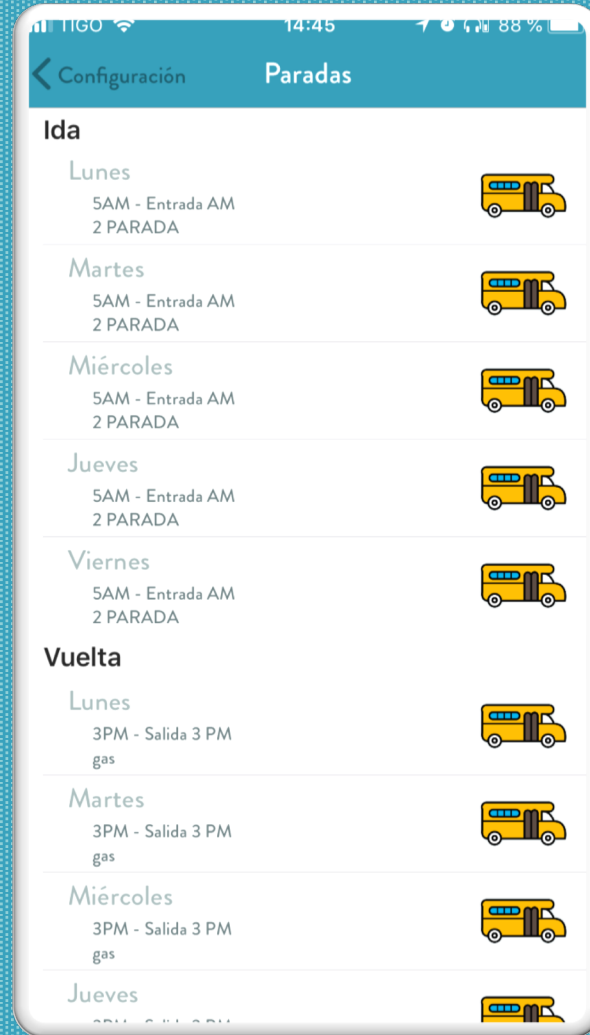 TIGO 14:45 88 %
Configuración Paradas
Ida
Lunes
5AM - Entrada AM
2 PARADA
Martes
5AM - Entrada AM
2 PARADA
Miércoles
5AM - Entrada AM
2 PARADA
Jueves
5AM - Entrada AM
2 PARADA
Viernes
5AM - Entrada AM
2 PARADA
Vuelta
Lunes
3PM - Salida 3 PM
gas
Martes
3PM - Salida 3 PM
gas
Miércoles
3PM - Salida 3 PM
gas
Jueves